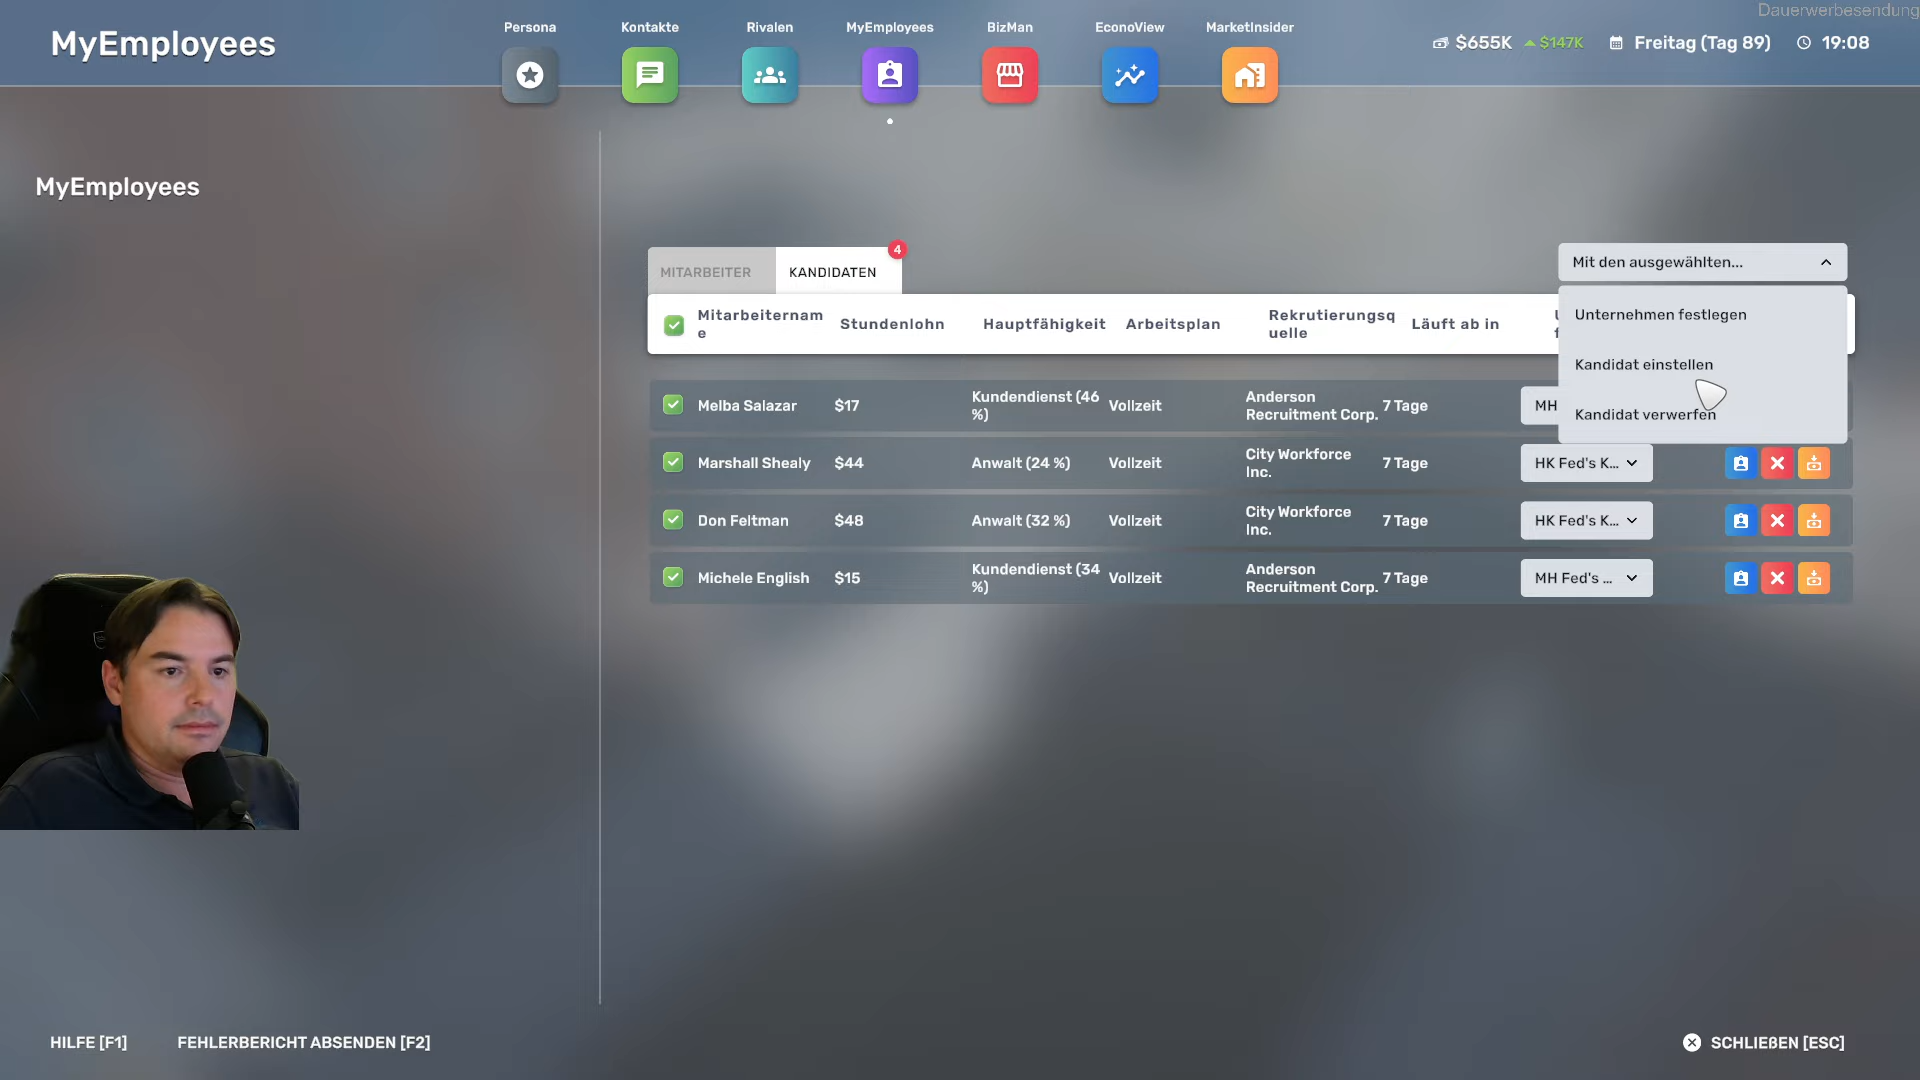 Dauerwerbesendung
MyEmployees
Persona
Kontakte
Rivalen
MyEmployees
BizMan
EconoView
MarketInsider
$655K
$147K
Freitag (Tag 89)
19:08
MyEmployees
MITARBEITER
KANDIDATEN
4
Mit den ausgewählten...
Unternehmen festlegen
Kandidat einstellen
Kandidat verwerfen
Mitarbeiternam
e
Stundenlohn
Hauptfähigkeit
Arbeitsplan
Rekrutierungsq
uelle
Läuft ab in
Melba Salazar
$17
Kundendienst (46
%)
Vollzeit
Anderson
Recruitment Corp.
7 Tage
MH
Marshall Shealy
$44
Anwalt (24 %)
Vollzeit
City Workforce
Inc.
7 Tage
HK Fed's K...
Don Feltman
$48
Anwalt (32 %)
Vollzeit
City Workforce
Inc.
7 Tage
HK Fed's K...
Michele English
$15
Kundendienst (34
%)
Vollzeit
Anderson
Recruitment Corp.
7 Tage
MH Fed's ...
HILFE [F1]
FEHLERBERICHT ABSENDEN [F2]
SCHLIEßEN [ESC]